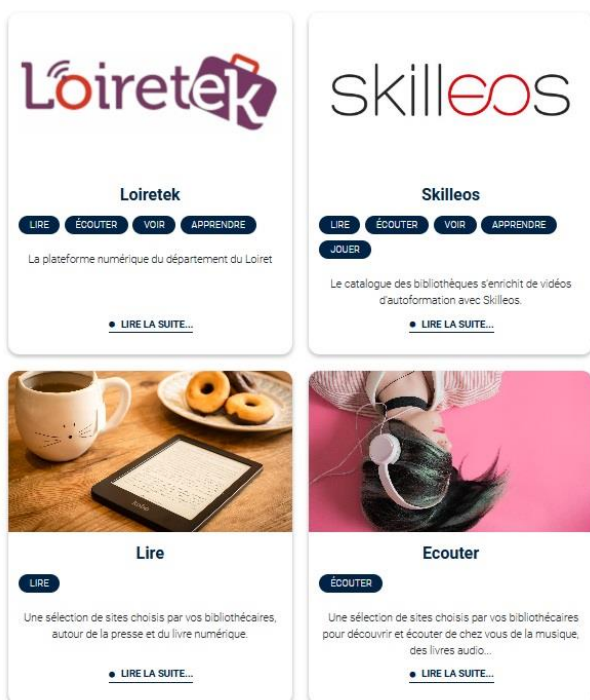 Loiretek
skilleos
Loiretek
LIRE ÉCOUTER VOIR APPRENDRE
La plateforme numérique du département du Loiret
LIRE LA SUITE...
Skilleos
LIRE ÉCOUTER VOIR APPRENDRE
JOUER
Le catalogue des bibliothèques s'enrichit de vidéos
d'autoformation avec Skilleos.
LIRE LA SUITE...
kobo
Lire
LIRE
Une sélection de sites choisis par vos bibliothécaires,
autour de la presse et du livre numérique.
LIRE LA SUITE...
Ecouter
ÉCOUTER
Une sélection de sites choisis par vos bibliothécaires
pour découvrir et écouter de chez vous de la musique,
des livres audio...
LIRE LA SUITE...